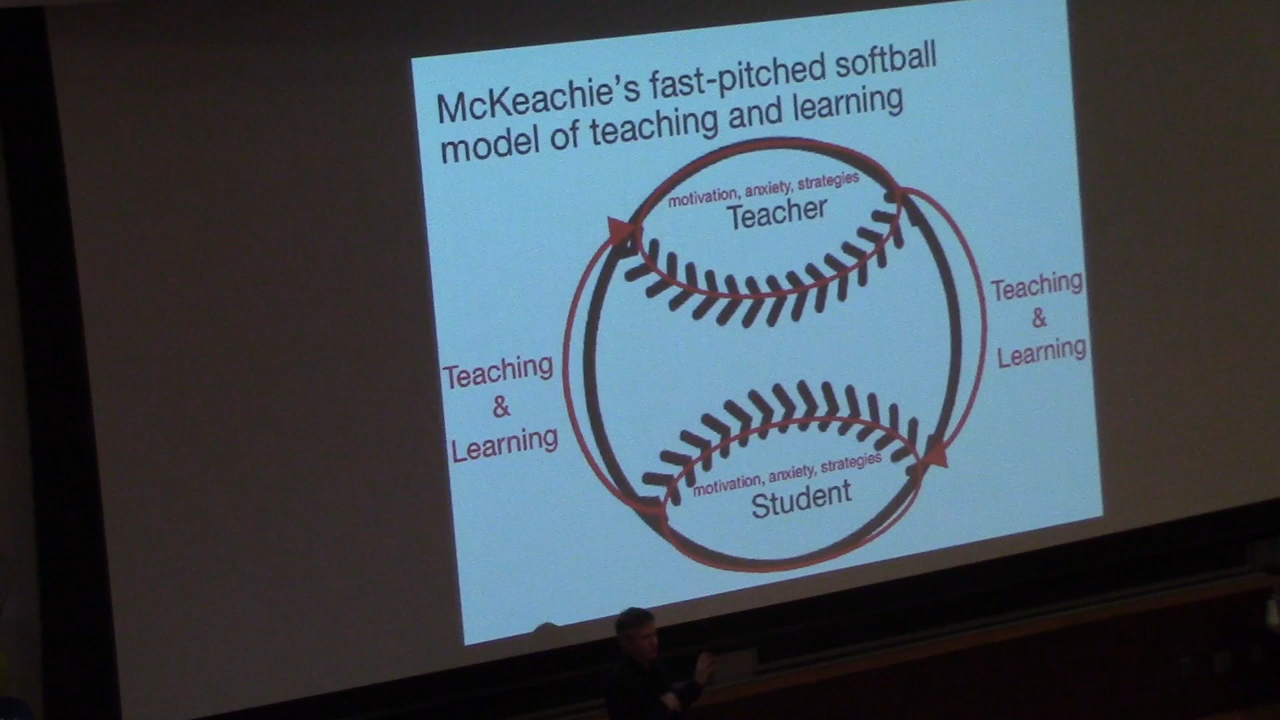 McKeachie's fast-pitched softball
model of teaching and learning
motivation, anxiety, strategies
Teacher
Teaching
&
Learning
Teaching
&
Learning
motivation, anxiety, strategies
Student